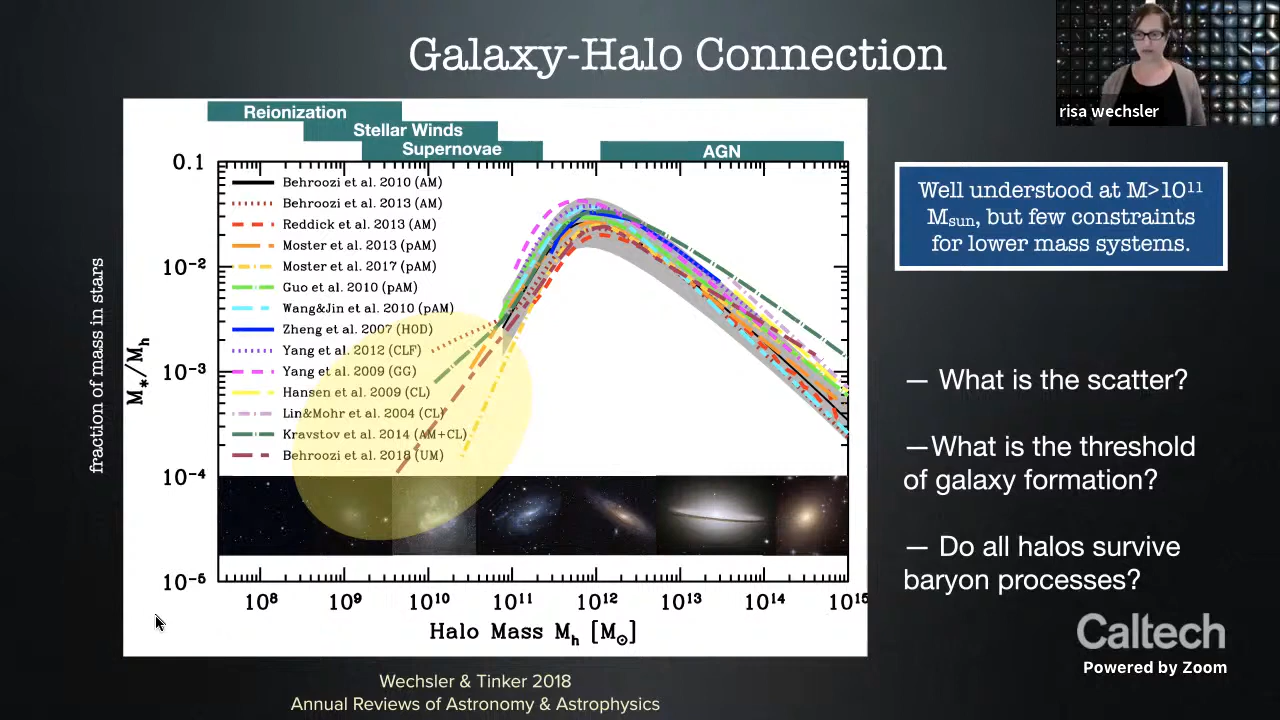 Galaxy-Halo Connection
risa wechsler
Reionization
Stellar Winds
Supernovae
AGN
0.1
10⁻²
10⁻³
10⁻⁴
10⁻⁶
fraction of mass in stars
M*/Mh
Behroozi et al. 2010 (AM)
Behroozi et al. 2013 (AM)
Reddick et al. 2013 (AM)
Moster et al. 2013 (pAM)
Moster et al. 2017 (pAM)
Guo et al. 2010 (pAM)
Wang&Jin et al. 2010 (pAM)
Zheng et al. 2007 (HOD)
Yang et al. 2012 (CLF)
Yang et al. 2009 (GG)
Hansen et al. 2009 (CL)
Lin&Mohr et al. 2004 (CL)
Kravstov et al. 2014 (AM+CL)
Behroozi et al. 2018 (UM)
10⁸ 10⁹ 10¹⁰ 10¹¹ 10¹² 10¹³ 10¹⁴ 10¹⁵
Halo Mass Mh [M⊙]
Wechsler & Tinker 2018
Annual Reviews of Astronomy & Astrophysics
Well understood at M>10¹¹
Msun, but few constraints
for lower mass systems.
— What is the scatter?
—What is the threshold
of galaxy formation?
— Do all halos survive
baryon processes?
Caltech
Powered by Zoom